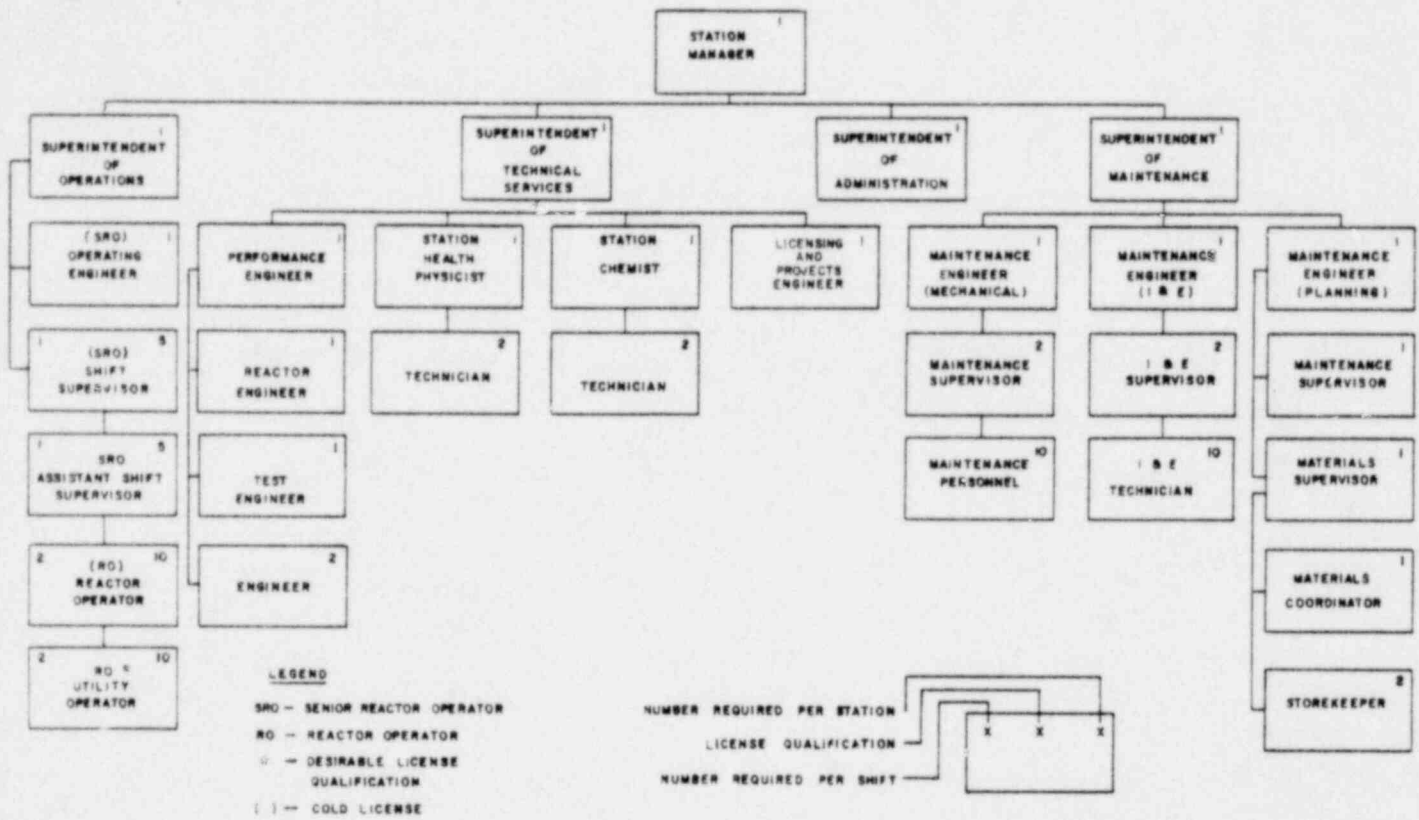 1
STATION
MANAGER
1
SUPERINTENDENT
OF
OPERATIONS
SUPERINTENDENT 1
OF
TECHNICAL
SERVICES
1
SUPERINTENDENT
OF
ADMINISTRATION
SUPERINTENDENT 1
OF
MAINTENANCE
(SRO) 1
OPERATING
ENGINEER
1
PERFORMANCE
ENGINEER
STATION 1
HEALTH
PHYSICIST
STATION 1
CHEMIST
LICENSING 1
AND
PROJECTS
ENGINEER
1
MAINTENANCE
ENGINEER
(MECHANICAL)
1
MAINTENANCE
ENGINEER
(I & E)
1
MAINTENANCE
ENGINEER
(PLANNING)
1 5
(SRO)
SHIFT
SUPERVISOR
1
REACTOR
ENGINEER
2
TECHNICIAN
2
TECHNICIAN
2
MAINTENANCE
SUPERVISOR
2
I & E
SUPERVISOR
1
MAINTENANCE
SUPERVISOR
1 5
SRO
ASSISTANT SHIFT
SUPERVISOR
1
TEST
ENGINEER
10
MAINTENANCE
PERSONNEL
10
I & E
TECHNICIAN
1
MATERIALS
SUPERVISOR
2 10
(RO)
REACTOR
OPERATOR
2
ENGINEER
1
MATERIALS
COORDINATOR
2 10
RO
UTILITY
OPERATOR
2
STOREKEEPER
LEGEND
SRO — SENIOR REACTOR OPERATOR
RO — REACTOR OPERATOR
— DESIRABLE LICENSE
QUALIFICATION
( ) — COLD LICENSE
NUMBER REQUIRED PER STATION
LICENSE QUALIFICATION
NUMBER REQUIRED PER SHIFT
X X X